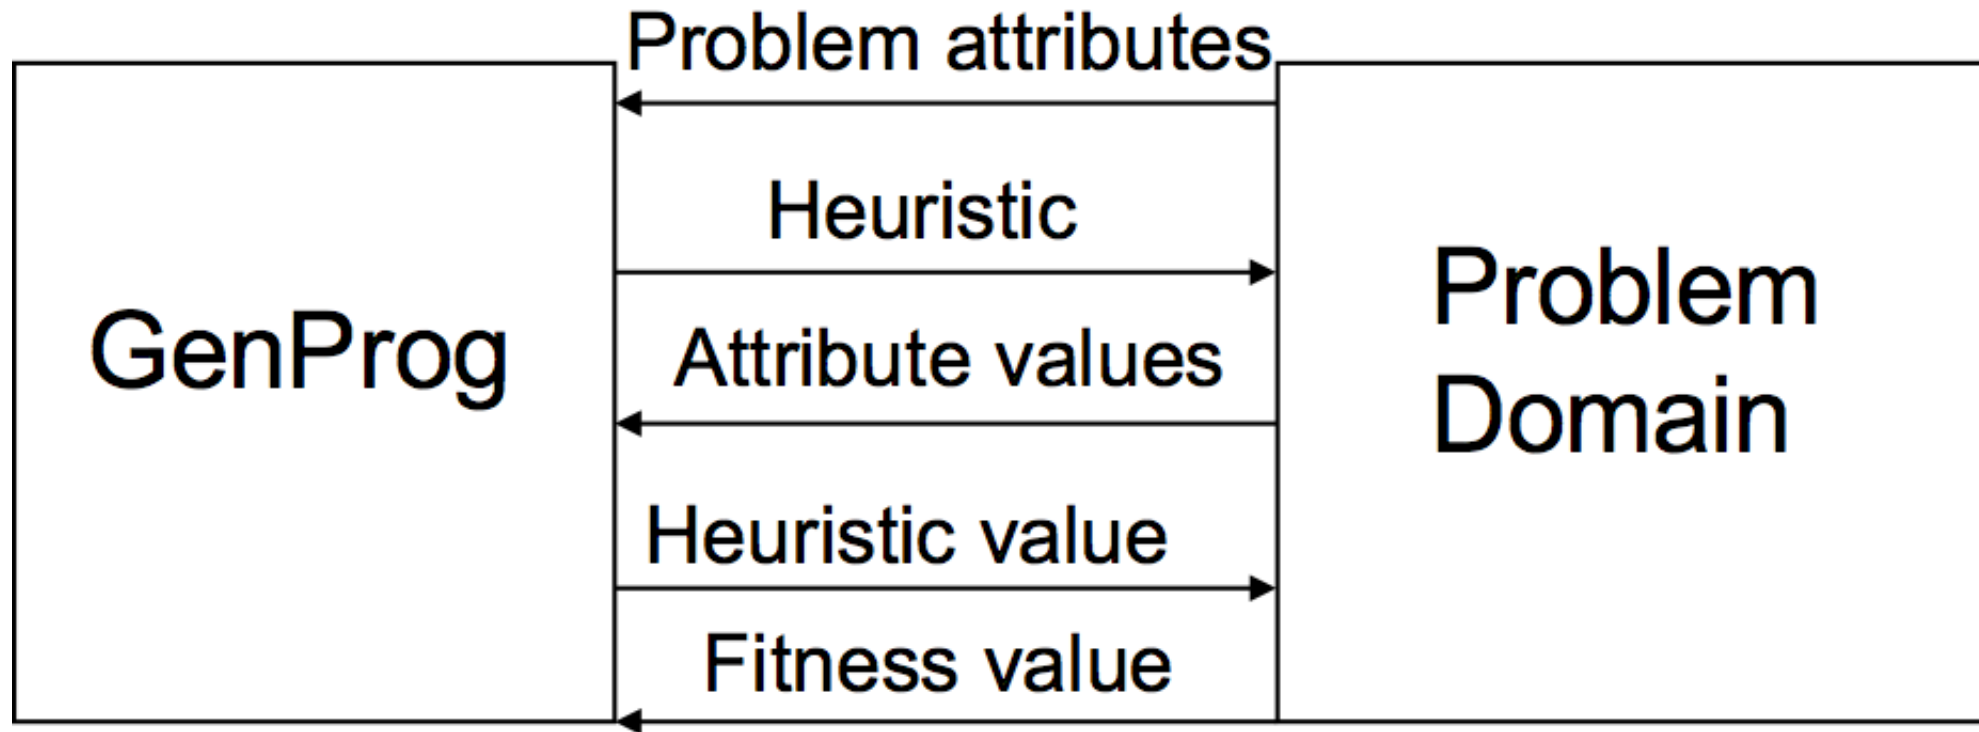 Problem attributes
Heuristic
GenProg
Attribute values
Problem
Domain
Heuristic value
Fitness value